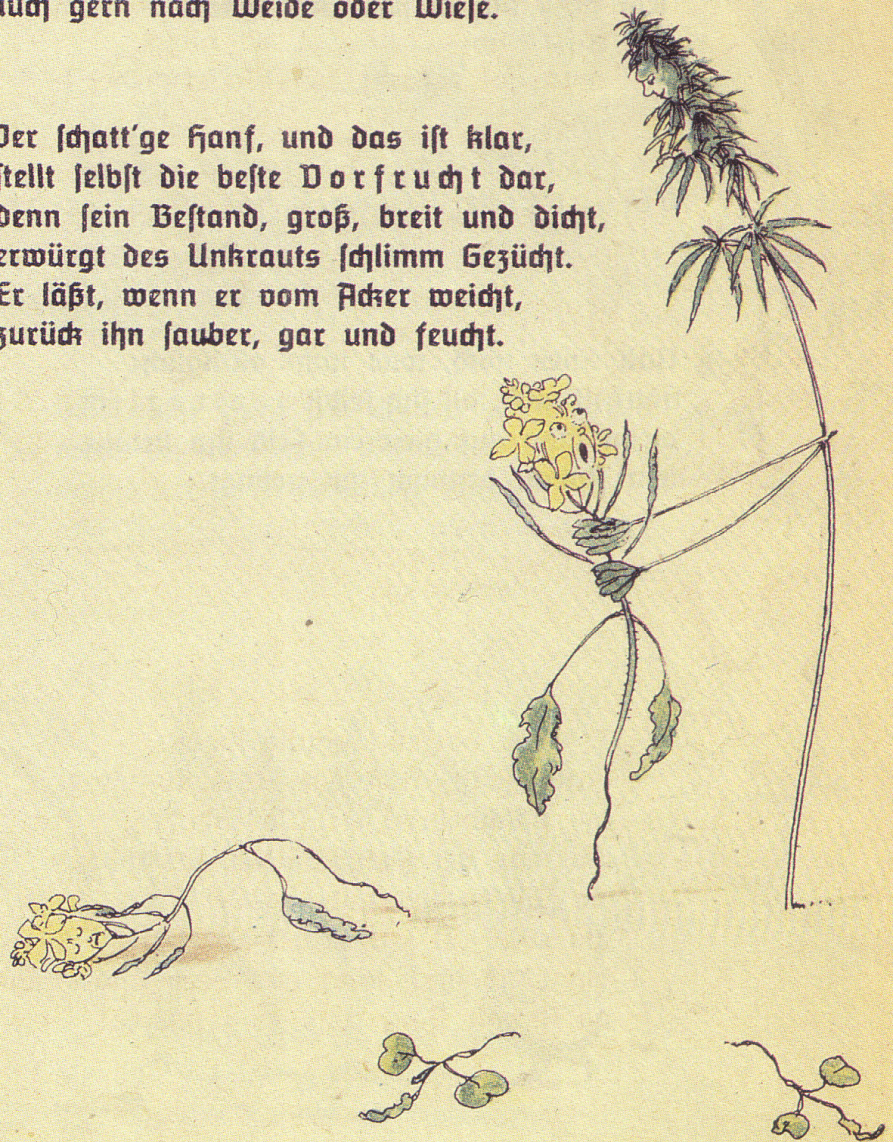 auch gern nach Weide oder Wiese.
Der schatt'ge Hanf, und das ist klar,
stellt selbst die beste Vorfrucht dar,
denn sein Bestand, groß, breit und dicht,
erwürgt des Unkrauts schlimm Gezücht.
Er läßt, wenn er vom Acker weicht,
zurück ihn sauber, gar und feucht.